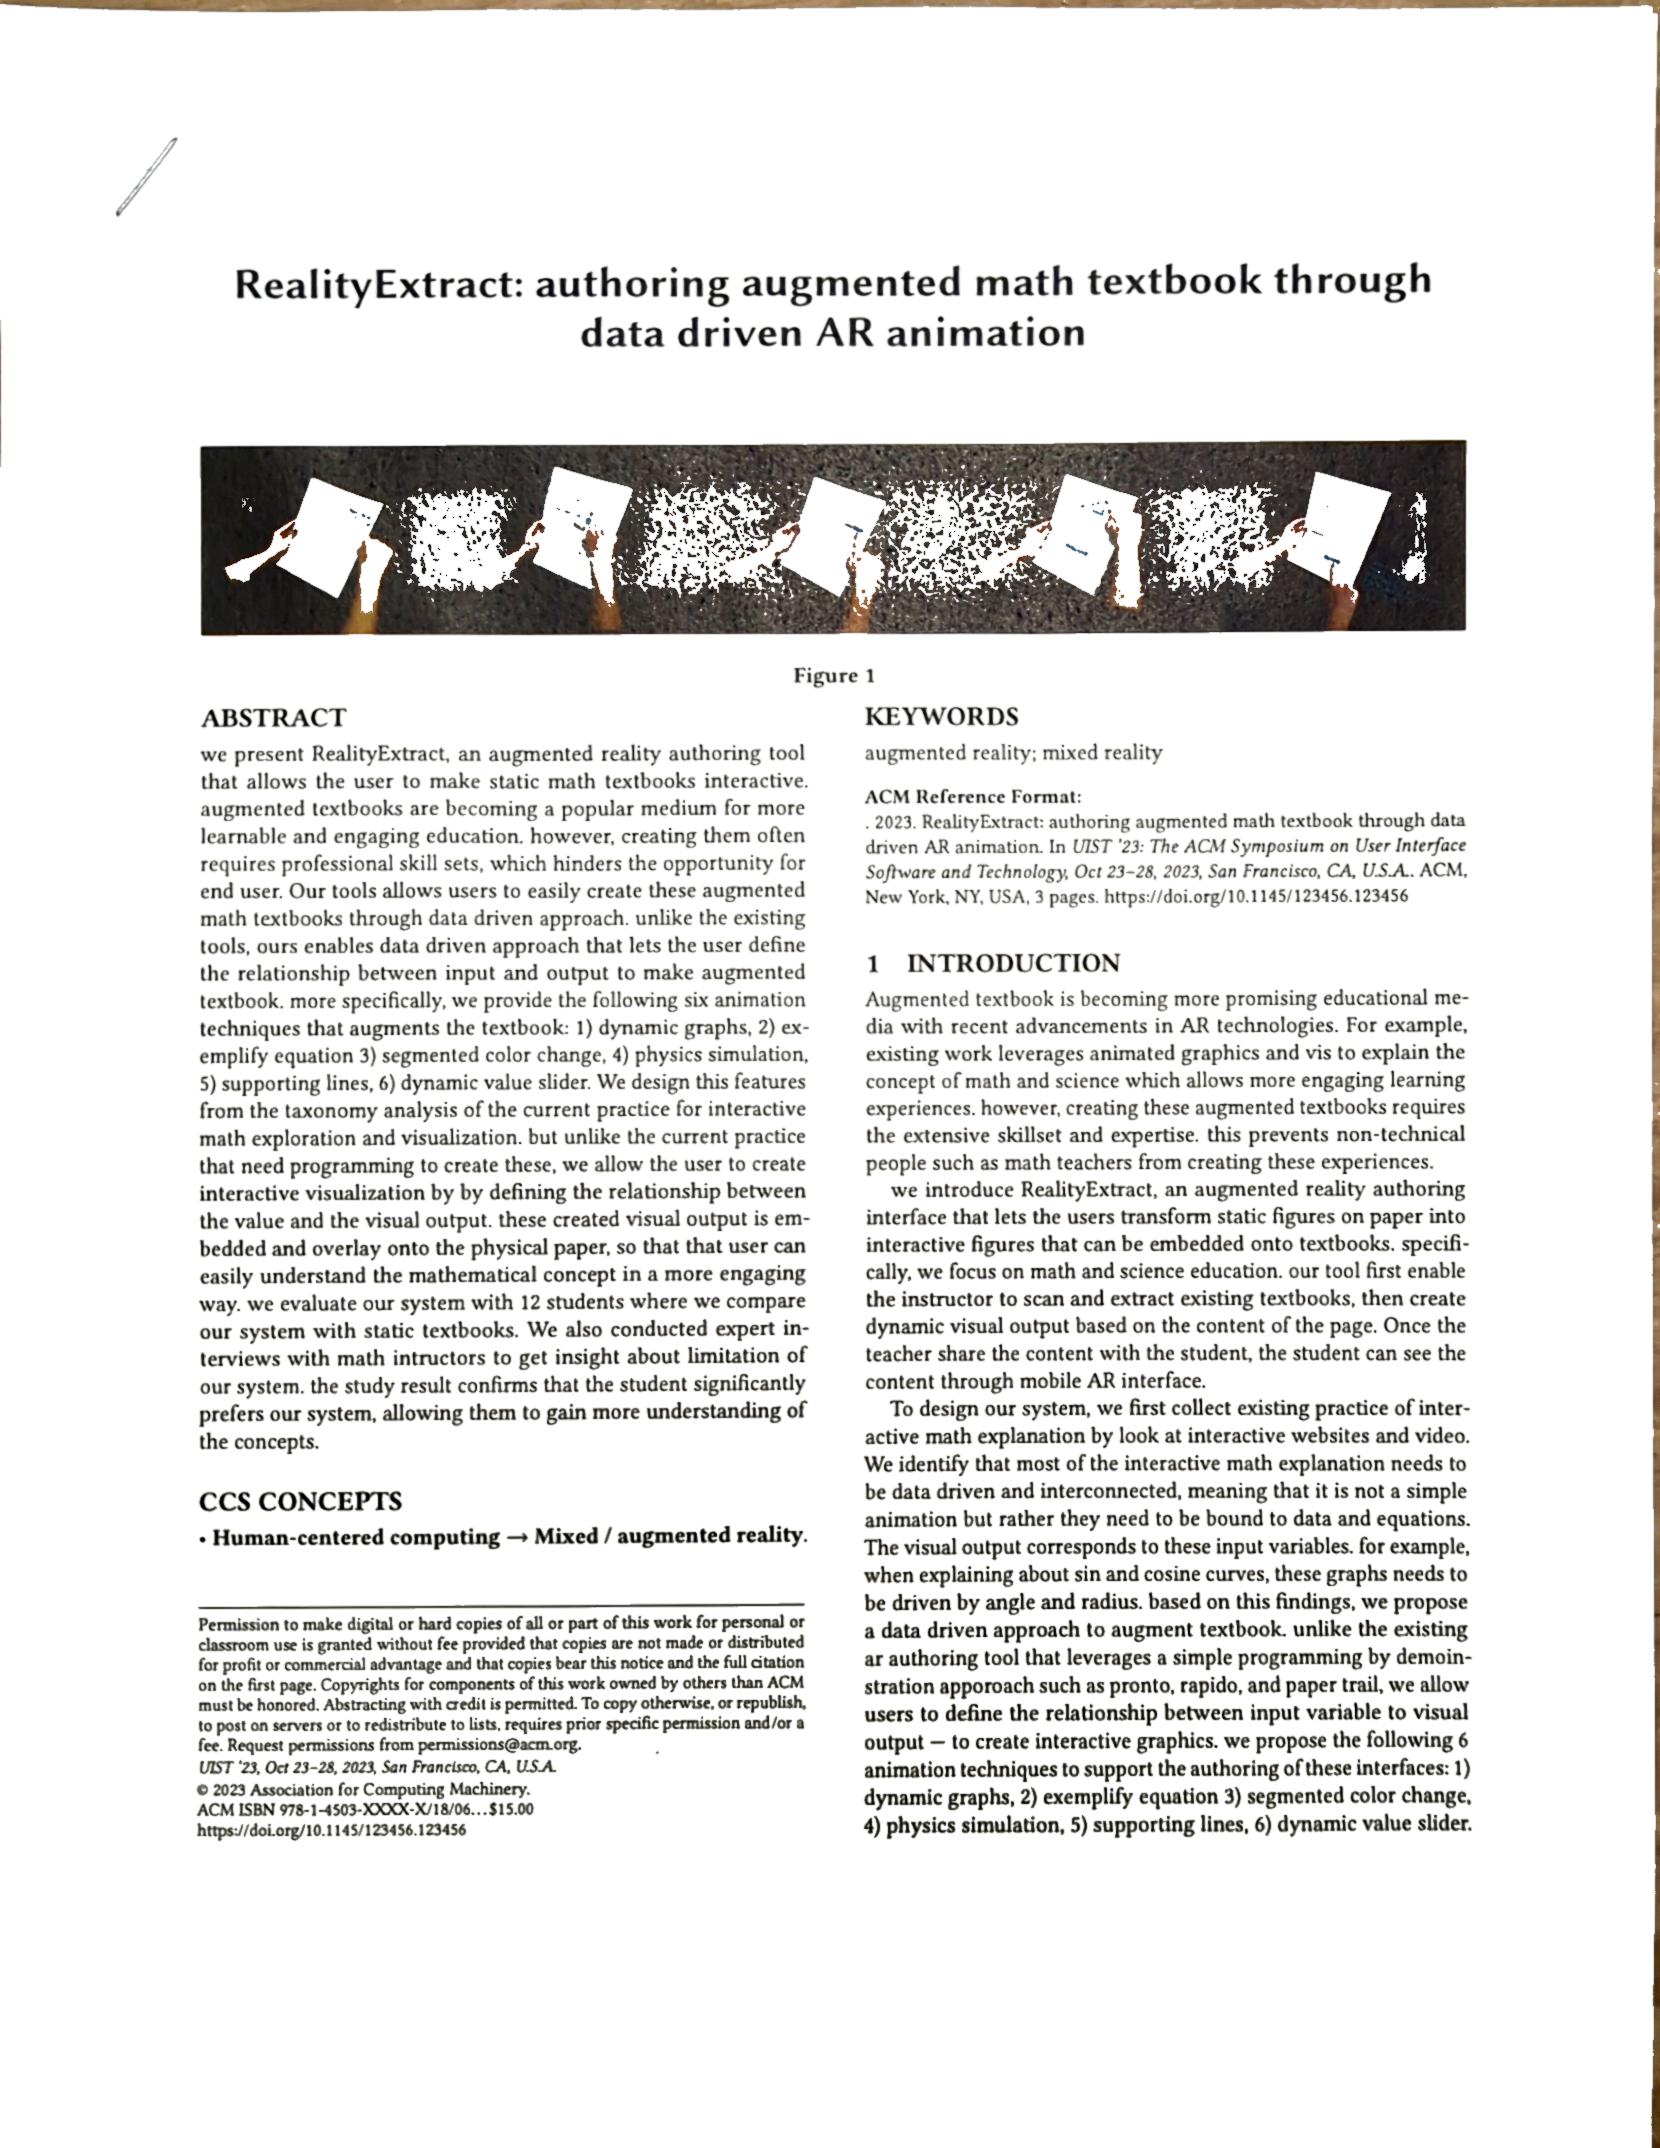 RealityExtract: authoring augmented math textbook through
data driven AR animation
Figure 1
ABSTRACT
we present RealityExtract, an augmented reality authoring tool
that allows the user to make static math textbooks interactive.
augmented textbooks are becoming a popular medium for more
learnable and engaging education. however, creating them often
requires professional skill sets, which hinders the opportunity for
end user. Our tools allows users to easily create these augmented
math textbooks through data driven approach. unlike the existing
tools, ours enables data driven approach that lets the user define
the relationship between input and output to make augmented
textbook. more specifically, we provide the following six animation
techniques that augments the textbook: 1) dynamic graphs, 2) ex-
emplify equation 3) segmented color change, 4) physics simulation,
5) supporting lines, 6) dynamic value slider. We design this features
from the taxonomy analysis of the current practice for interactive
math exploration and visualization. but unlike the current practice
that need programming to create these, we allow the user to create
interactive visualization by by defining the relationship between
the value and the visual output. these created visual output is em-
bedded and overlay onto the physical paper, so that that user can
easily understand the mathematical concept in a more engaging
way. we evaluate our system with 12 students where we compare
our system with static textbooks. We also conducted expert in-
terviews with math intructors to get insight about limitation of
our system. the study result confirms that the student significantly
prefers our system, allowing them to gain more understanding of
the concepts.
CCS CONCEPTS
• Human-centered computing → Mixed / augmented reality.
Permission to make digital or hard copies of all or part of this work for personal or
classroom use is granted without fee provided that copies are not made or distributed
for profit or commercial advantage and that copies bear this notice and the full citation
on the first page. Copyrights for components of this work owned by others than ACM
must be honored. Abstracting with credit is permitted. To copy otherwise, or republish,
to post on servers or to redistribute to lists, requires prior specific permission and/or a
fee. Request permissions from permissions@acm.org.
UIST '23, Oct 23–28, 2023, San Francisco, CA, U.S.A.
© 2023 Association for Computing Machinery.
ACM ISBN 978-1-4503-XXXX-X/18/06...$15.00
https://doi.org/10.1145/123456.123456
KEYWORDS
augmented reality; mixed reality
ACM Reference Format:
. 2023. RealityExtract: authoring augmented math textbook through data
driven AR animation. In UIST '23: The ACM Symposium on User Interface
Software and Technology, Oct 23–28, 2023, San Francisco, CA, U.S.A.. ACM,
New York, NY, USA, 3 pages. https://doi.org/10.1145/123456.123456
1 INTRODUCTION
Augmented textbook is becoming more promising educational me-
dia with recent advancements in AR technologies. For example,
existing work leverages animated graphics and vis to explain the
concept of math and science which allows more engaging learning
experiences. however, creating these augmented textbooks requires
the extensive skillset and expertise. this prevents non-technical
people such as math teachers from creating these experiences.
we introduce RealityExtract, an augmented reality authoring
interface that lets the users transform static figures on paper into
interactive figures that can be embedded onto textbooks. specifi-
cally, we focus on math and science education. our tool first enable
the instructor to scan and extract existing textbooks, then create
dynamic visual output based on the content of the page. Once the
teacher share the content with the student, the student can see the
content through mobile AR interface.
To design our system, we first collect existing practice of inter-
active math explanation by look at interactive websites and video.
We identify that most of the interactive math explanation needs to
be data driven and interconnected, meaning that it is not a simple
animation but rather they need to be bound to data and equations.
The visual output corresponds to these input variables. for example,
when explaining about sin and cosine curves, these graphs needs to
be driven by angle and radius. based on this findings, we propose
a data driven approach to augment textbook. unlike the existing
ar authoring tool that leverages a simple programming by demoin-
stration apporoach such as pronto, rapido, and paper trail, we allow
users to define the relationship between input variable to visual
output — to create interactive graphics. we propose the following 6
animation techniques to support the authoring of these interfaces: 1)
dynamic graphs, 2) exemplify equation 3) segmented color change,
4) physics simulation, 5) supporting lines, 6) dynamic value slider.